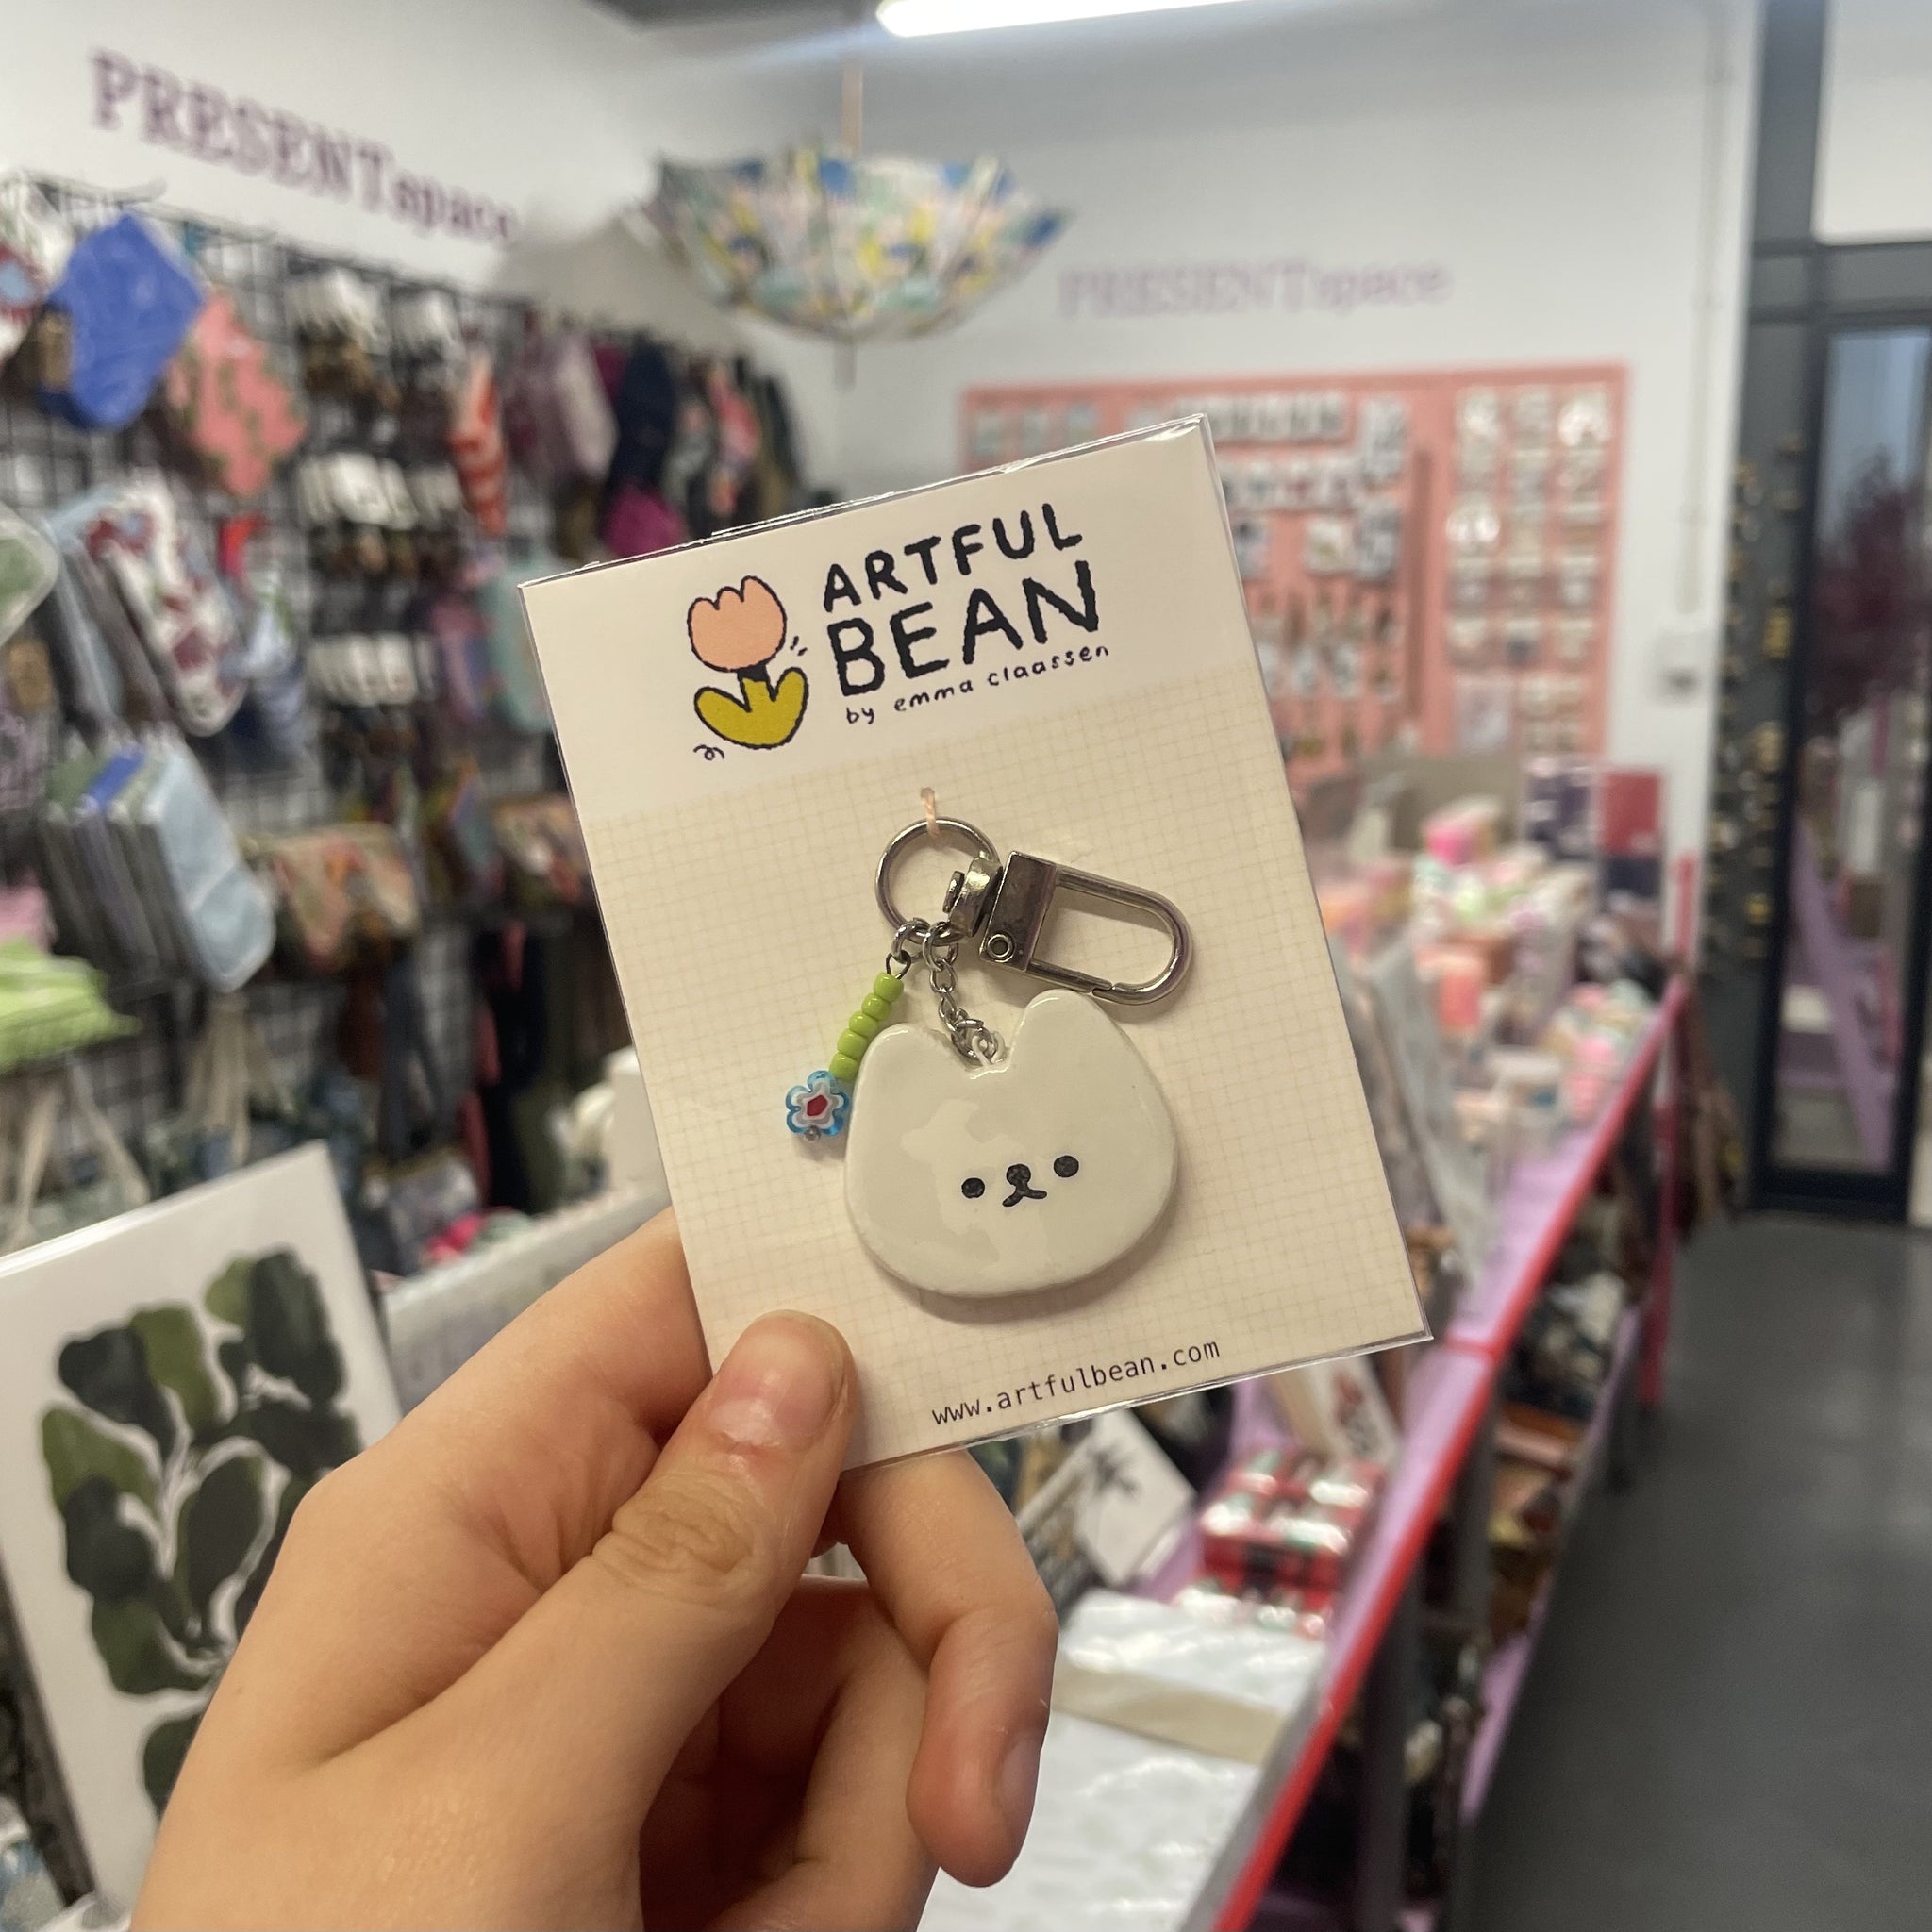 PRESENTspace
PRESENTspace
ARTFUL
BEAN
by emma claassen
www.artfulbean.com